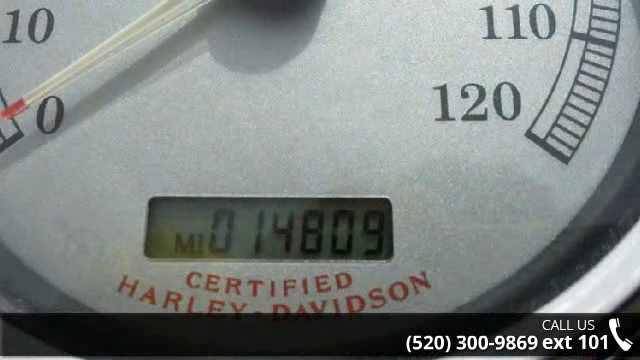 10
110
0
120
MI 014809
CERTIFIED
HARLEY-DAVIDSON
CALL US
(520) 300-9869 ext 101